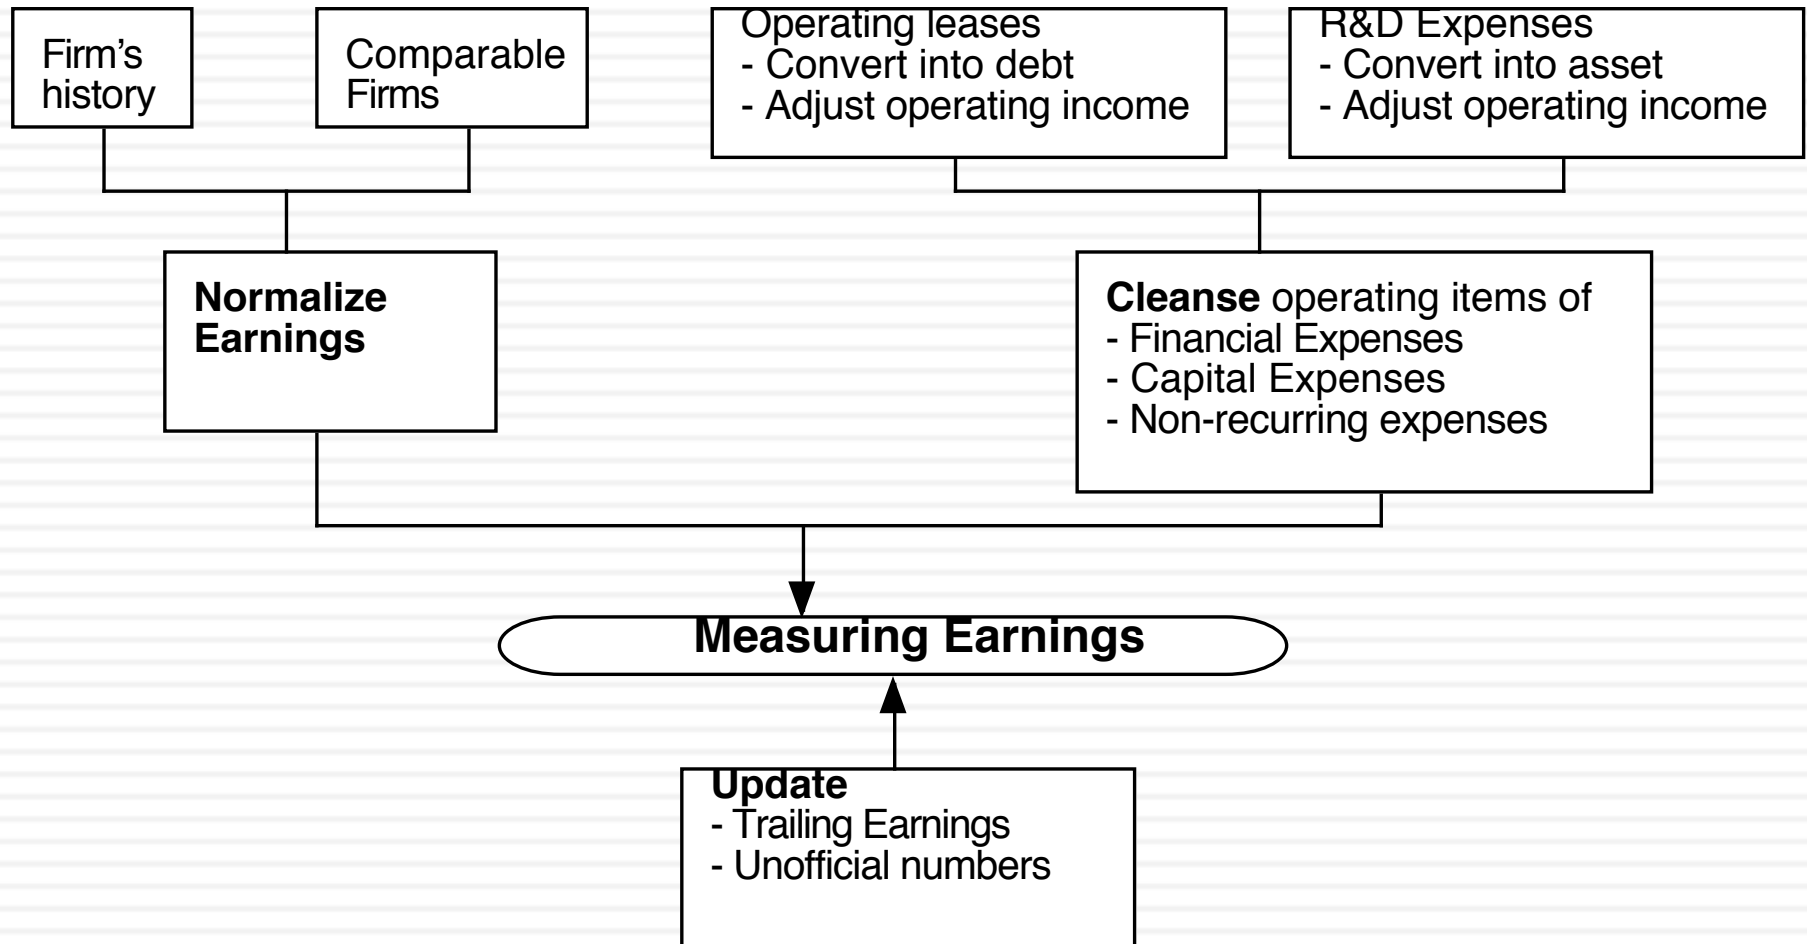 Firm's
history
Comparable
Firms
Operating leases
- Convert into debt
- Adjust operating income
R&D Expenses
- Convert into asset
- Adjust operating income
Normalize
Earnings
Cleanse operating items of
- Financial Expenses
- Capital Expenses
- Non-recurring expenses
Measuring Earnings
Update
- Trailing Earnings
- Unofficial numbers